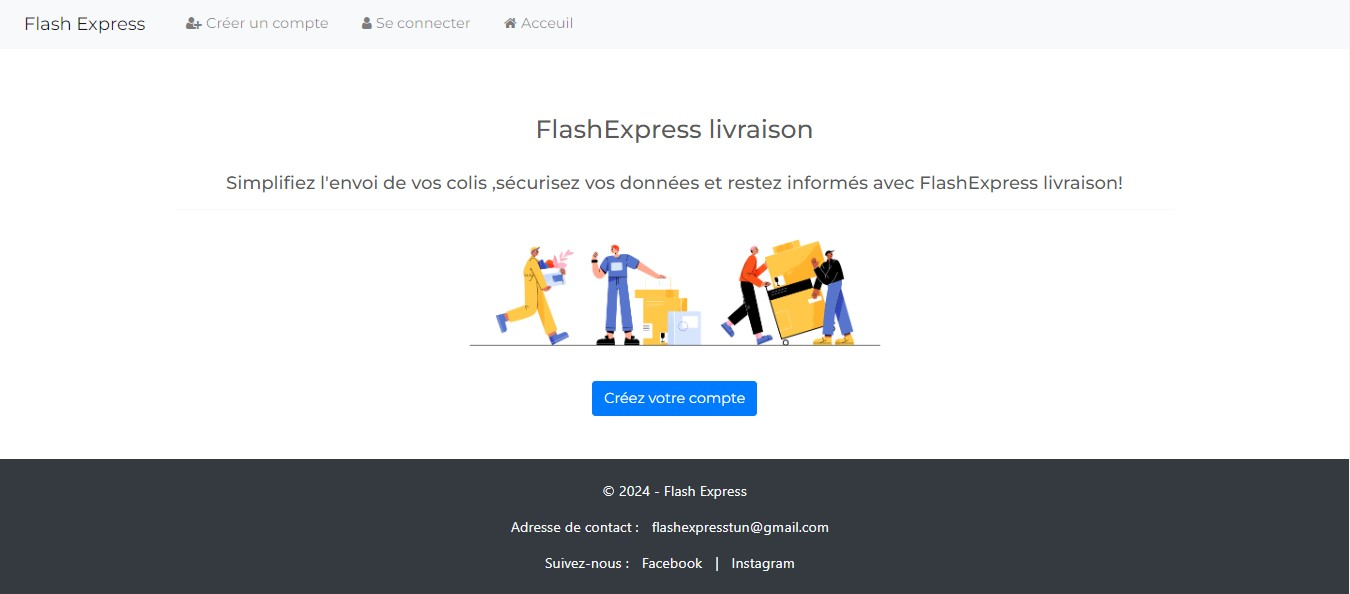 Flash Express Créer un compte Se connecter Acceuil
FlashExpress livraison
Simplifiez l'envoi de vos colis ,sécurisez vos données et restez informés avec FlashExpress livraison!
Créez votre compte
© 2024 - Flash Express
Adresse de contact : flashexpresstun@gmail.com
Suivez-nous : Facebook | Instagram